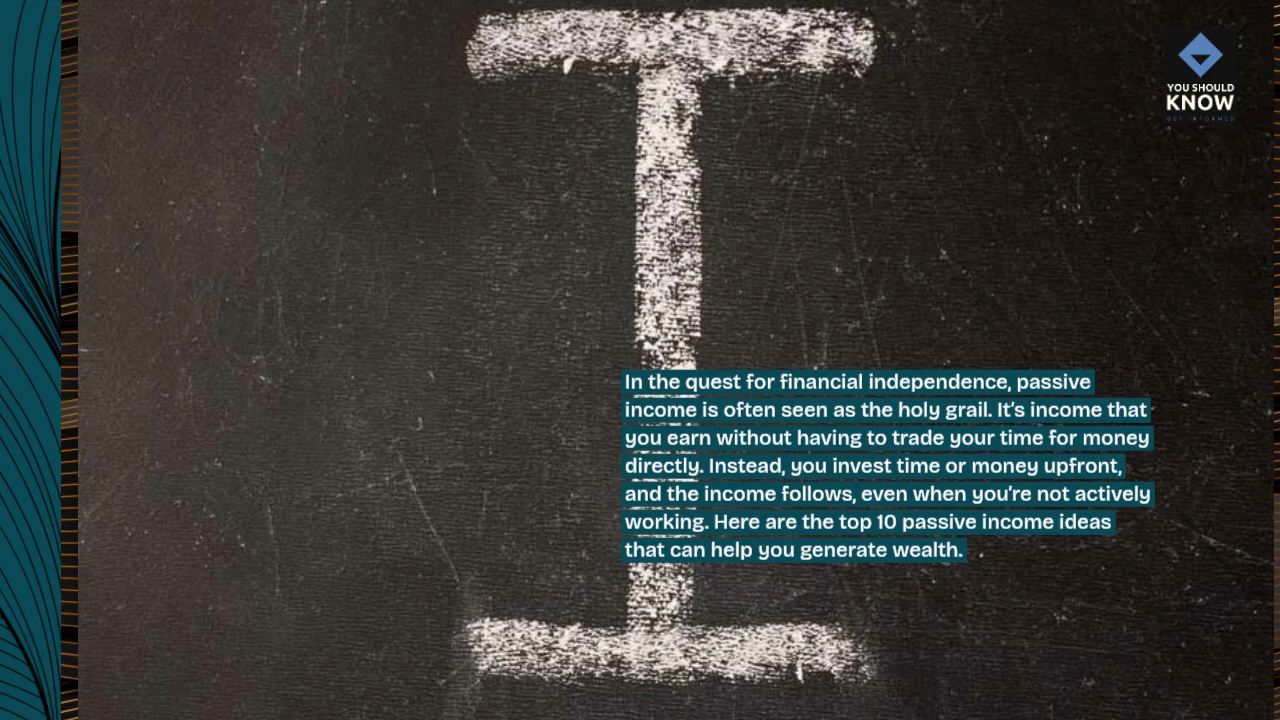 I
YOU SHOULD
KNOW
GET INFORMED
In the quest for financial independence, passive
income is often seen as the holy grail. It's income that
you earn without having to trade your time for money
directly. Instead, you invest time or money upfront,
and the income follows, even when you're not actively
working. Here are the top 10 passive income ideas
that can help you generate wealth.